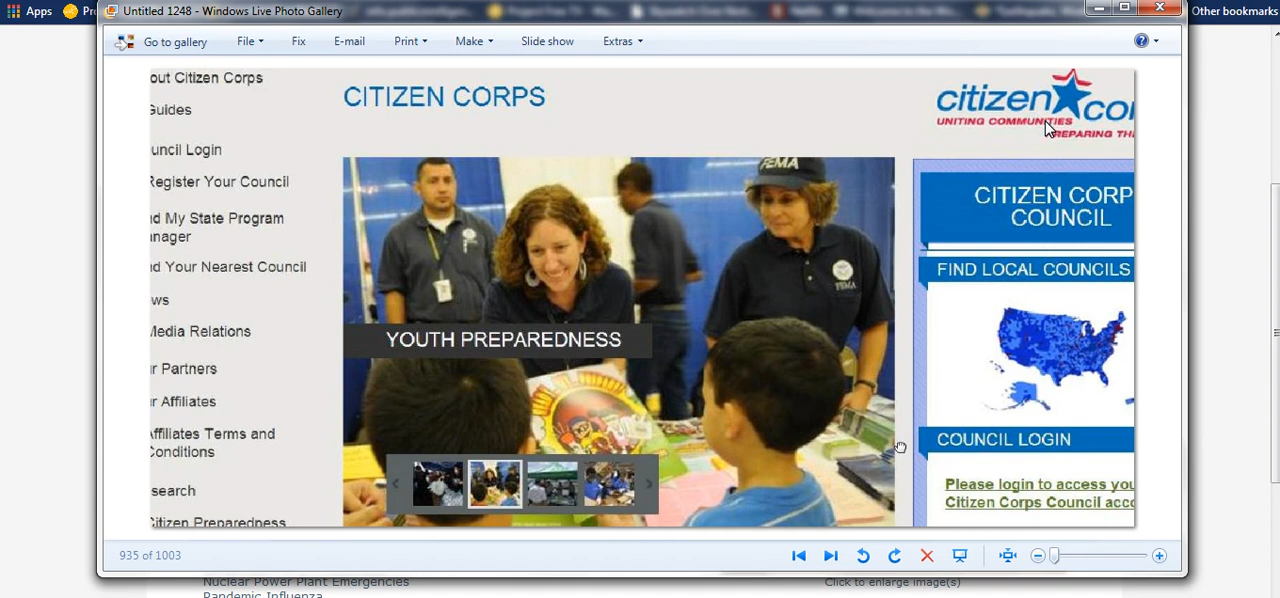 Apps
Other bookmarks
Untitled 1248 - Windows Live Photo Gallery
Go to gallery
File
Fix
E-mail
Print
Make
Slide show
Extras
out Citizen Corps
Guides
uncil Login
Register Your Council
nd My State Program
nager
nd Your Nearest Council
ws
Media Relations
r Partners
r Affiliates
Affiliates Terms and
Conditions
search
Citizen Preparedness
CITIZEN CORPS
citizen co
UNITING COMMUNITIES
PREPARING TH
FEMA
FEMA
YOUTH PREPAREDNESS
CITIZEN CORP
COUNCIL
FIND LOCAL COUNCILS
COUNCIL LOGIN
Please login to access you
Citizen Corps Council acco
935 of 1003
Nuclear Power Plant Emergencies
Pandemic Influenza
Click to enlarge image(s)